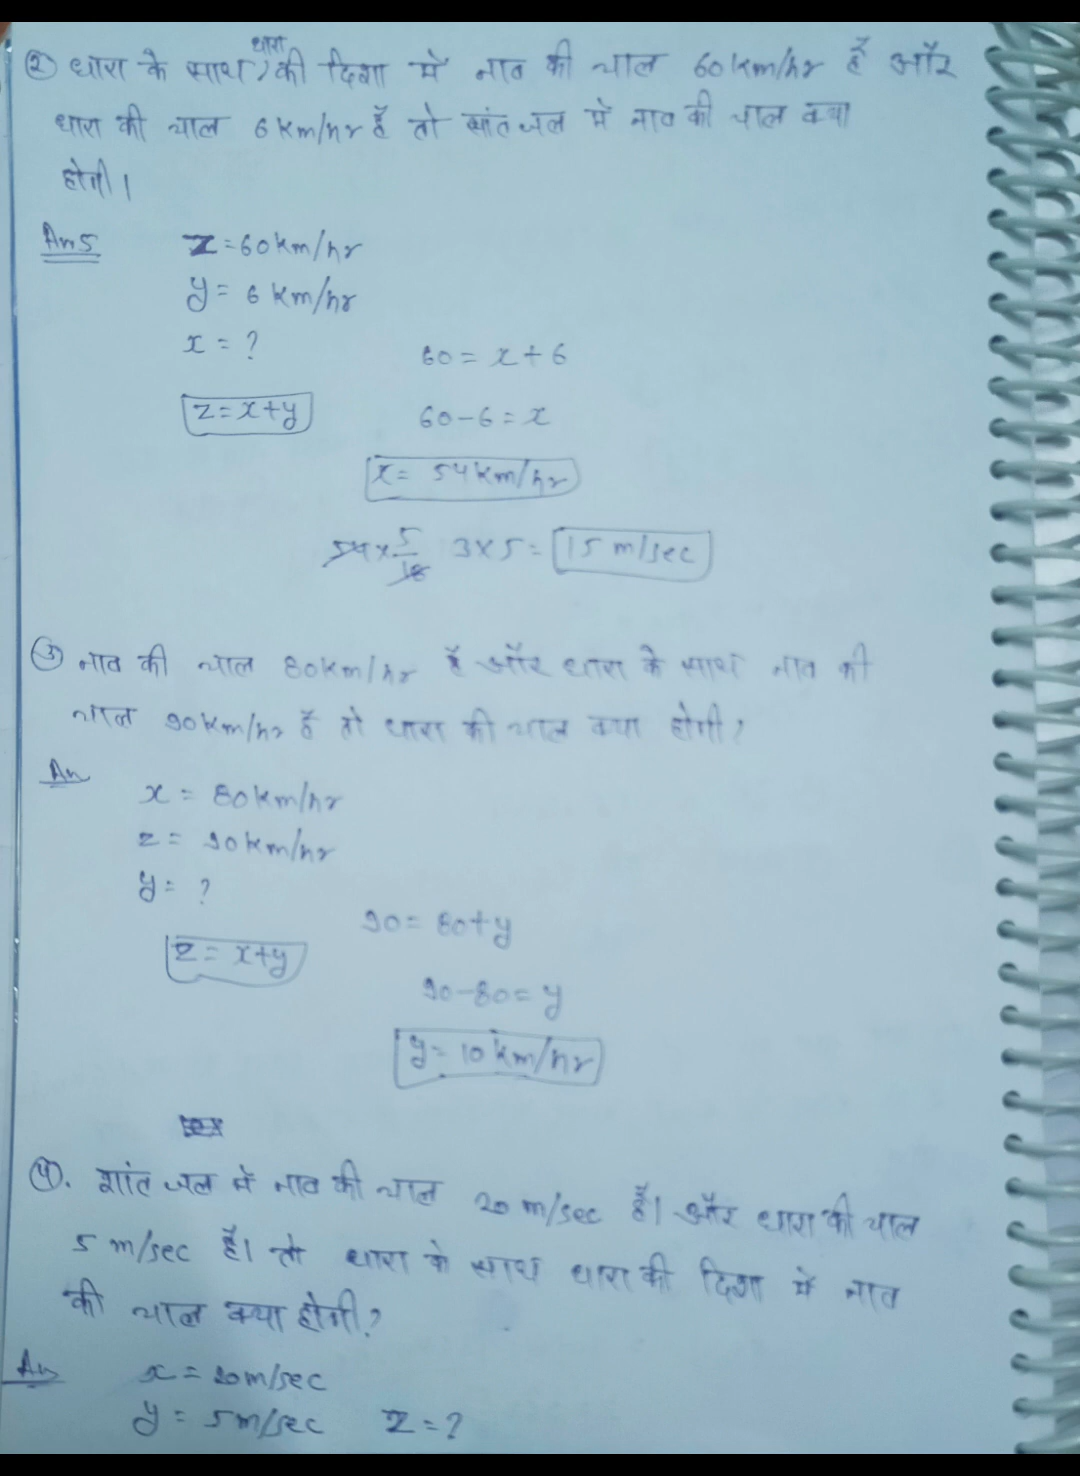 ② धारा के साथ, धारा की दिशा में नाव की चाल 60 km/hr है और
धारा की चाल 6 km/hr है तो शांत जल में नाव की चाल क्या
होगी।
Ans
z = 60 km/hr
y = 6 km/hr
x = ?
60 = x + 6
z = x + y
60 - 6 = x
x = 54 km/hr
54 × 5/18 3 × 5 = 15 m/sec
③ नाव की चाल 80 km/hr है और धारा के साथ नाव की
चाल 90 km/hr है तो धारा की चाल क्या होगी?
An
x = 80 km/hr
z = 90 km/hr
y = ?
90 = 80 + y
z = x + y
90 - 80 = y
y = 10 km/hr
④. शांत जल में नाव की चाल 20 m/sec है। और धारा की चाल
5 m/sec है। तो धारा के साथ धारा की दिशा में नाव
की चाल क्या होगी?
An
x = 20 m/sec
y = 5 m/sec z = ?